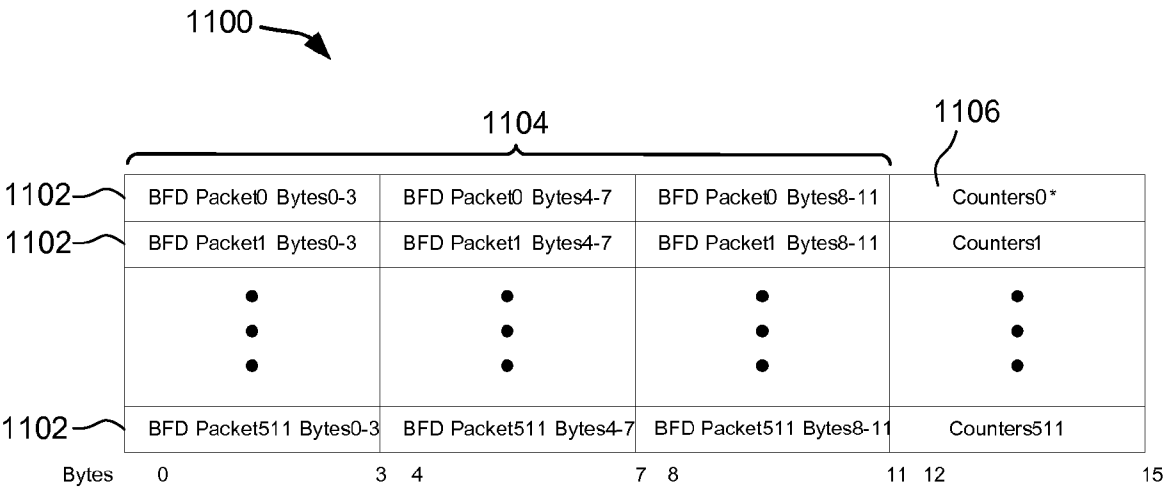 1100
1104
1106
1102 BFD Packet0 Bytes0-3 BFD Packet0 Bytes4-7 BFD Packet0 Bytes8-11 Counters0*
1102 BFD Packet1 Bytes0-3 BFD Packet1 Bytes4-7 BFD Packet1 Bytes8-11 Counters1
1102 BFD Packet511 Bytes0-3 BFD Packet511 Bytes4-7 BFD Packet511 Bytes8-11 Counters511
Bytes 0 3 4 7 8 11 12 15